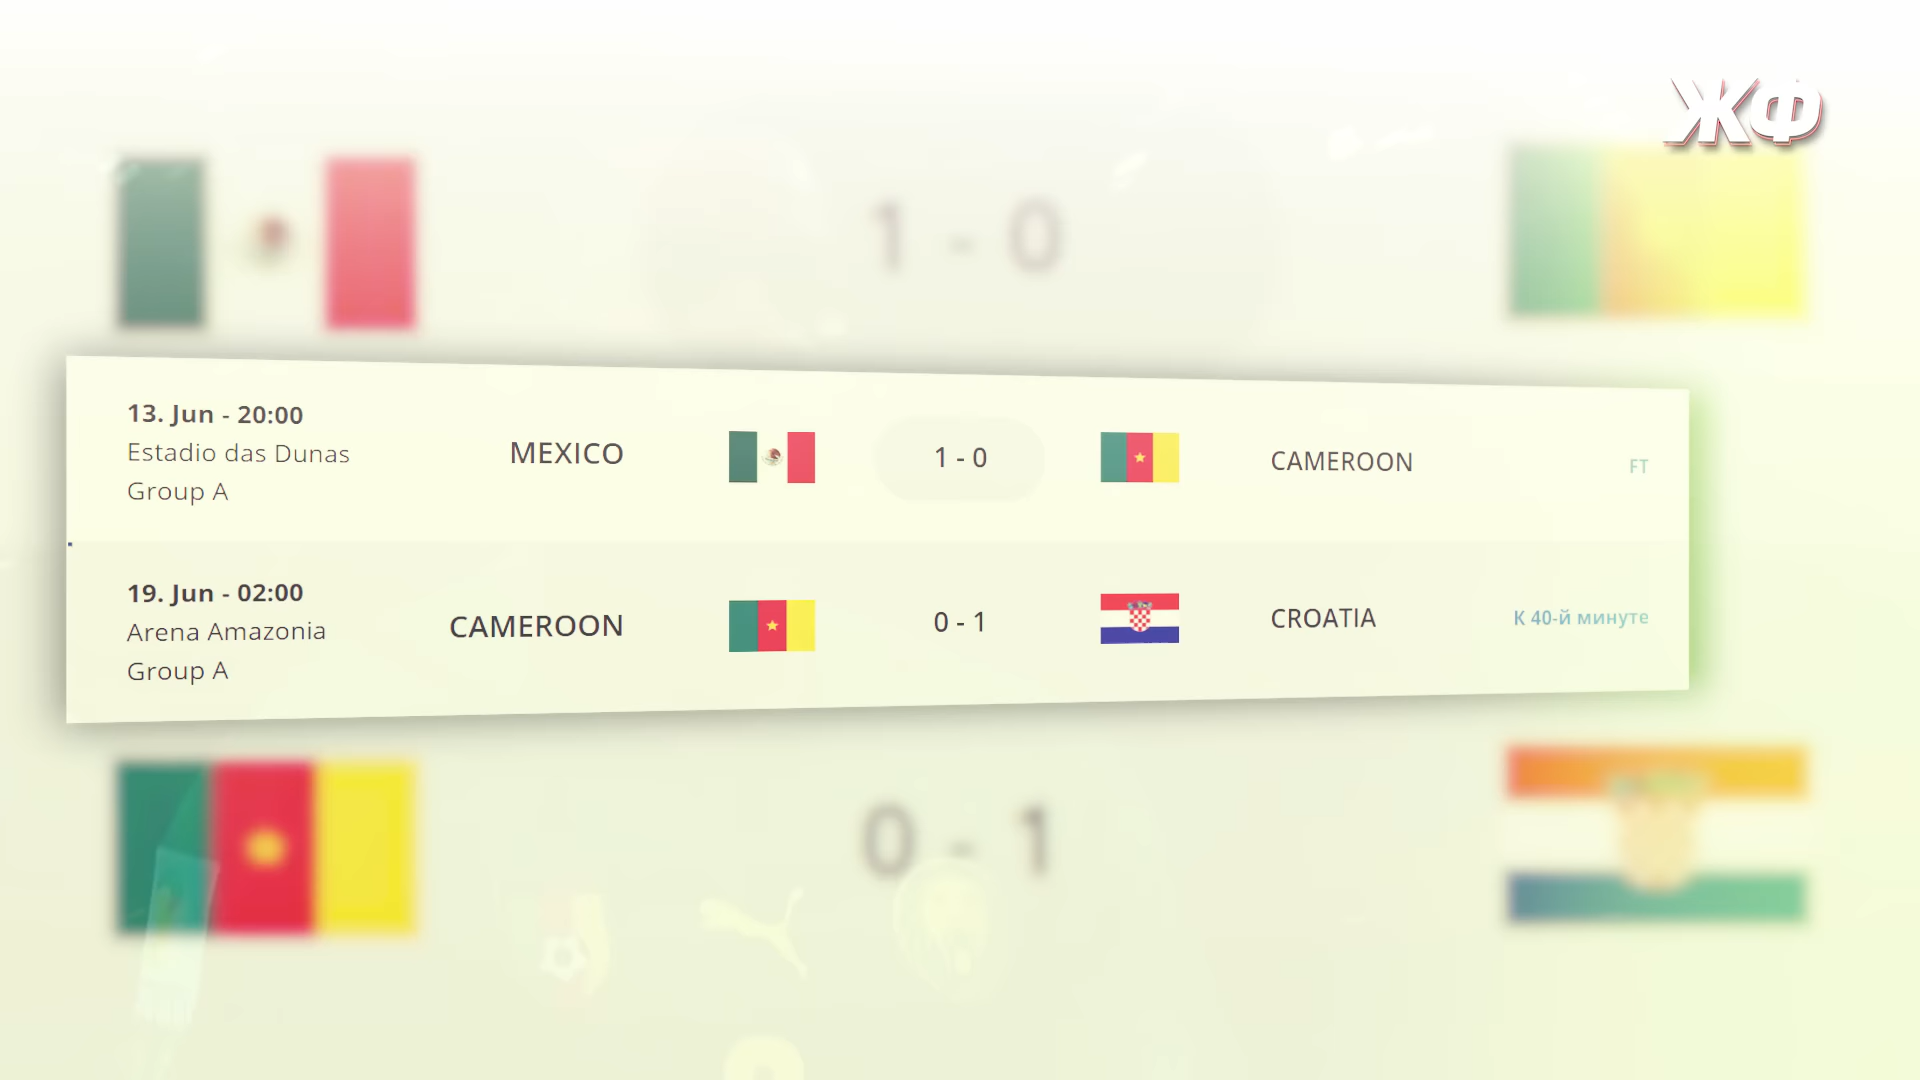 ЖФ
1 - 0
13. Jun - 20:00
Estadio das Dunas
Group A
MEXICO
1 - 0
CAMEROON
FT
19. Jun - 02:00
Arena Amazonia
Group A
CAMEROON
0 - 1
CROATIA
К 40-й минуте
0 - 1